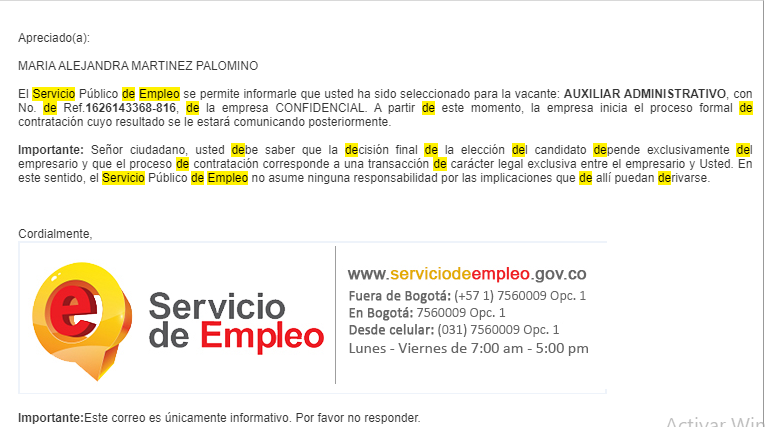 Apreciado(a):
MARIA ALEJANDRA MARTINEZ PALOMINO
El Servicio Público de Empleo se permite informarle que usted ha sido seleccionado para la vacante: AUXILIAR ADMINISTRATIVO, con
No. de Ref.1626143368-816, de la empresa CONFIDENCIAL. A partir de este momento, la empresa inicia el proceso formal de
contratación cuyo resultado se le estará comunicando posteriormente.
Importante: Señor ciudadano, usted debe saber que la decisión final de la elección del candidato depende exclusivamente del
empresario y que el proceso de contratación corresponde a una transacción de carácter legal exclusiva entre el empresario y Usted. En
este sentido, el Servicio Público de Empleo no asume ninguna responsabilidad por las implicaciones que de allí puedan derivarse.
Cordialmente,
e
Servicio
de Empleo
www.serviciodeempleo.gov.co
Fuera de Bogotá: (+57 1) 7560009 Opc. 1
En Bogotá: 7560009 Opc. 1
Desde celular: (031) 7560009 Opc. 1
Lunes - Viernes de 7:00 am - 5:00 pm
Importante:Este correo es únicamente informativo. Por favor no responder.
Activar Win